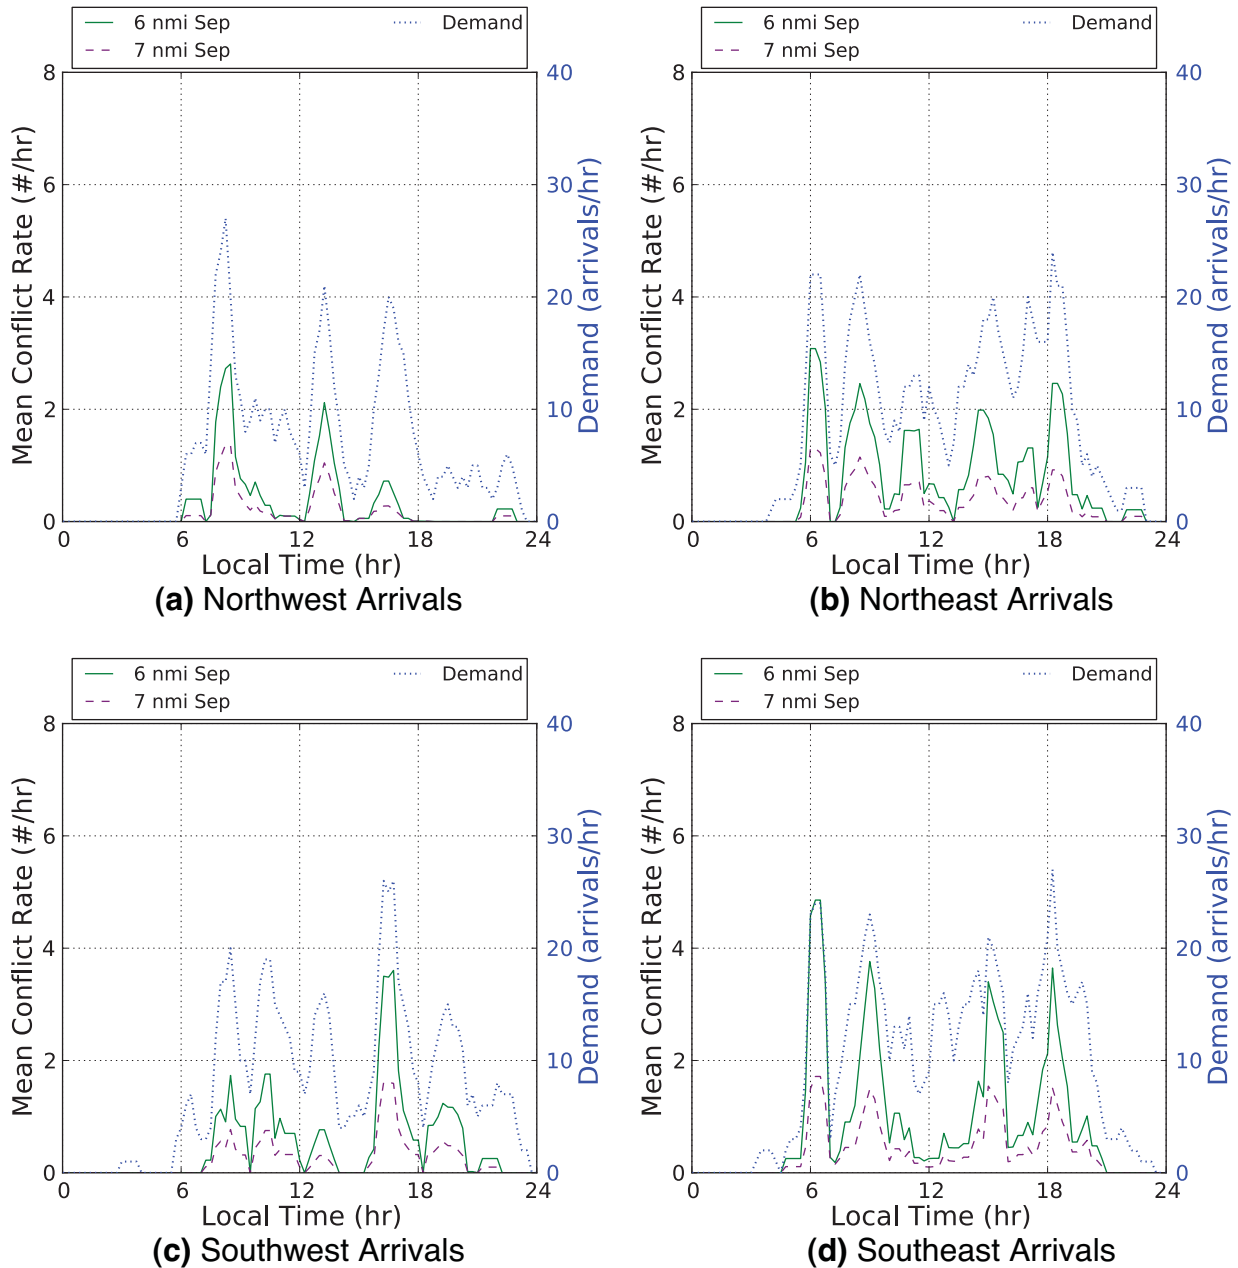 6 nmi Sep
7 nmi Sep
Demand
8
6
4
2
0
40
30
20
10
0
0 6 12 18 24
Mean Conflict Rate (#/hr)
Demand (arrivals/hr)
Local Time (hr)
(a) Northwest Arrivals
6 nmi Sep
7 nmi Sep
Demand
8
6
4
2
0
40
30
20
10
0
0 6 12 18 24
Mean Conflict Rate (#/hr)
Demand (arrivals/hr)
Local Time (hr)
(b) Northeast Arrivals
6 nmi Sep
7 nmi Sep
Demand
8
6
4
2
0
40
30
20
10
0
0 6 12 18 24
Mean Conflict Rate (#/hr)
Demand (arrivals/hr)
Local Time (hr)
(c) Southwest Arrivals
6 nmi Sep
7 nmi Sep
Demand
8
6
4
2
0
40
30
20
10
0
0 6 12 18 24
Mean Conflict Rate (#/hr)
Demand (arrivals/hr)
Local Time (hr)
(d) Southeast Arrivals